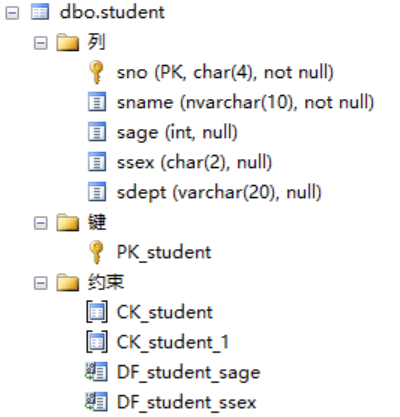 dbo.student
列
sno (PK, char(4), not null)
sname (nvarchar(10), not null)
sage (int, null)
ssex (char(2), null)
sdept (varchar(20), null)
键
PK_student
约束
CK_student
CK_student_1
DF_student_sage
DF_student_ssex